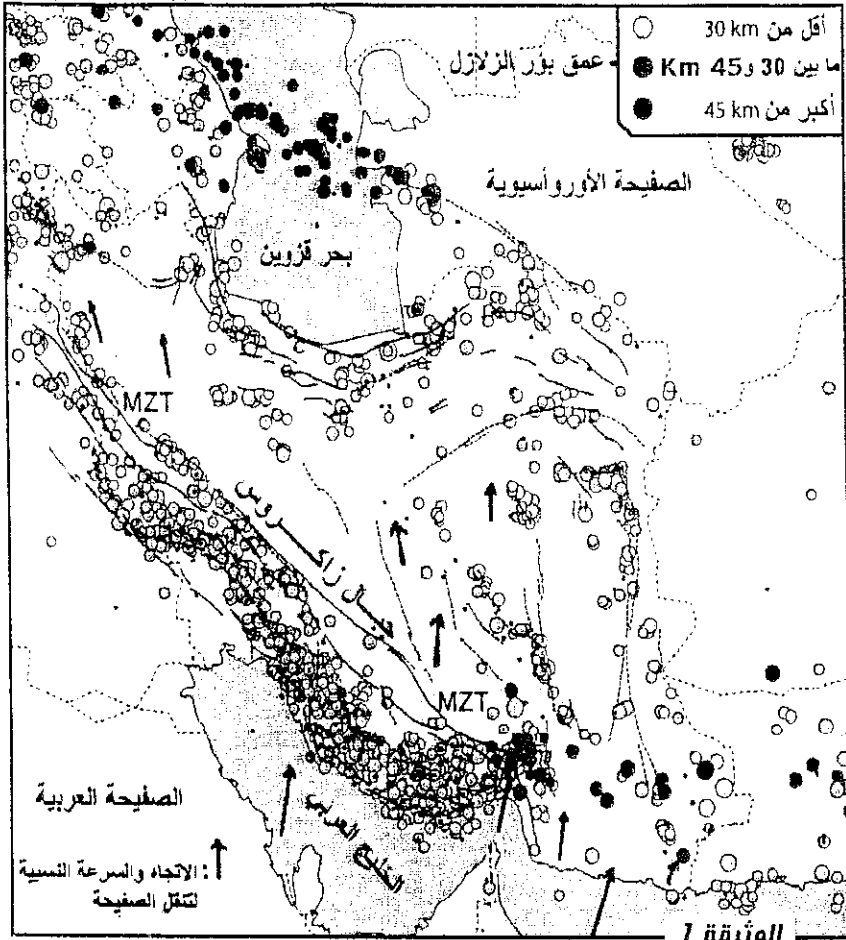 أقل من 30 km
ما بين 30 و45 Km
أكبر من 45 km
عمق بؤر الزلازل
الصفيحة الأوروأسيوية
بحر قزوين
MZT
جبال زاكروس
MZT
الصفيحة العربية
الخليج العربي
: الاتجاه والسرعة النسبية
لتنقل الصفيحة
الوثيقة 1